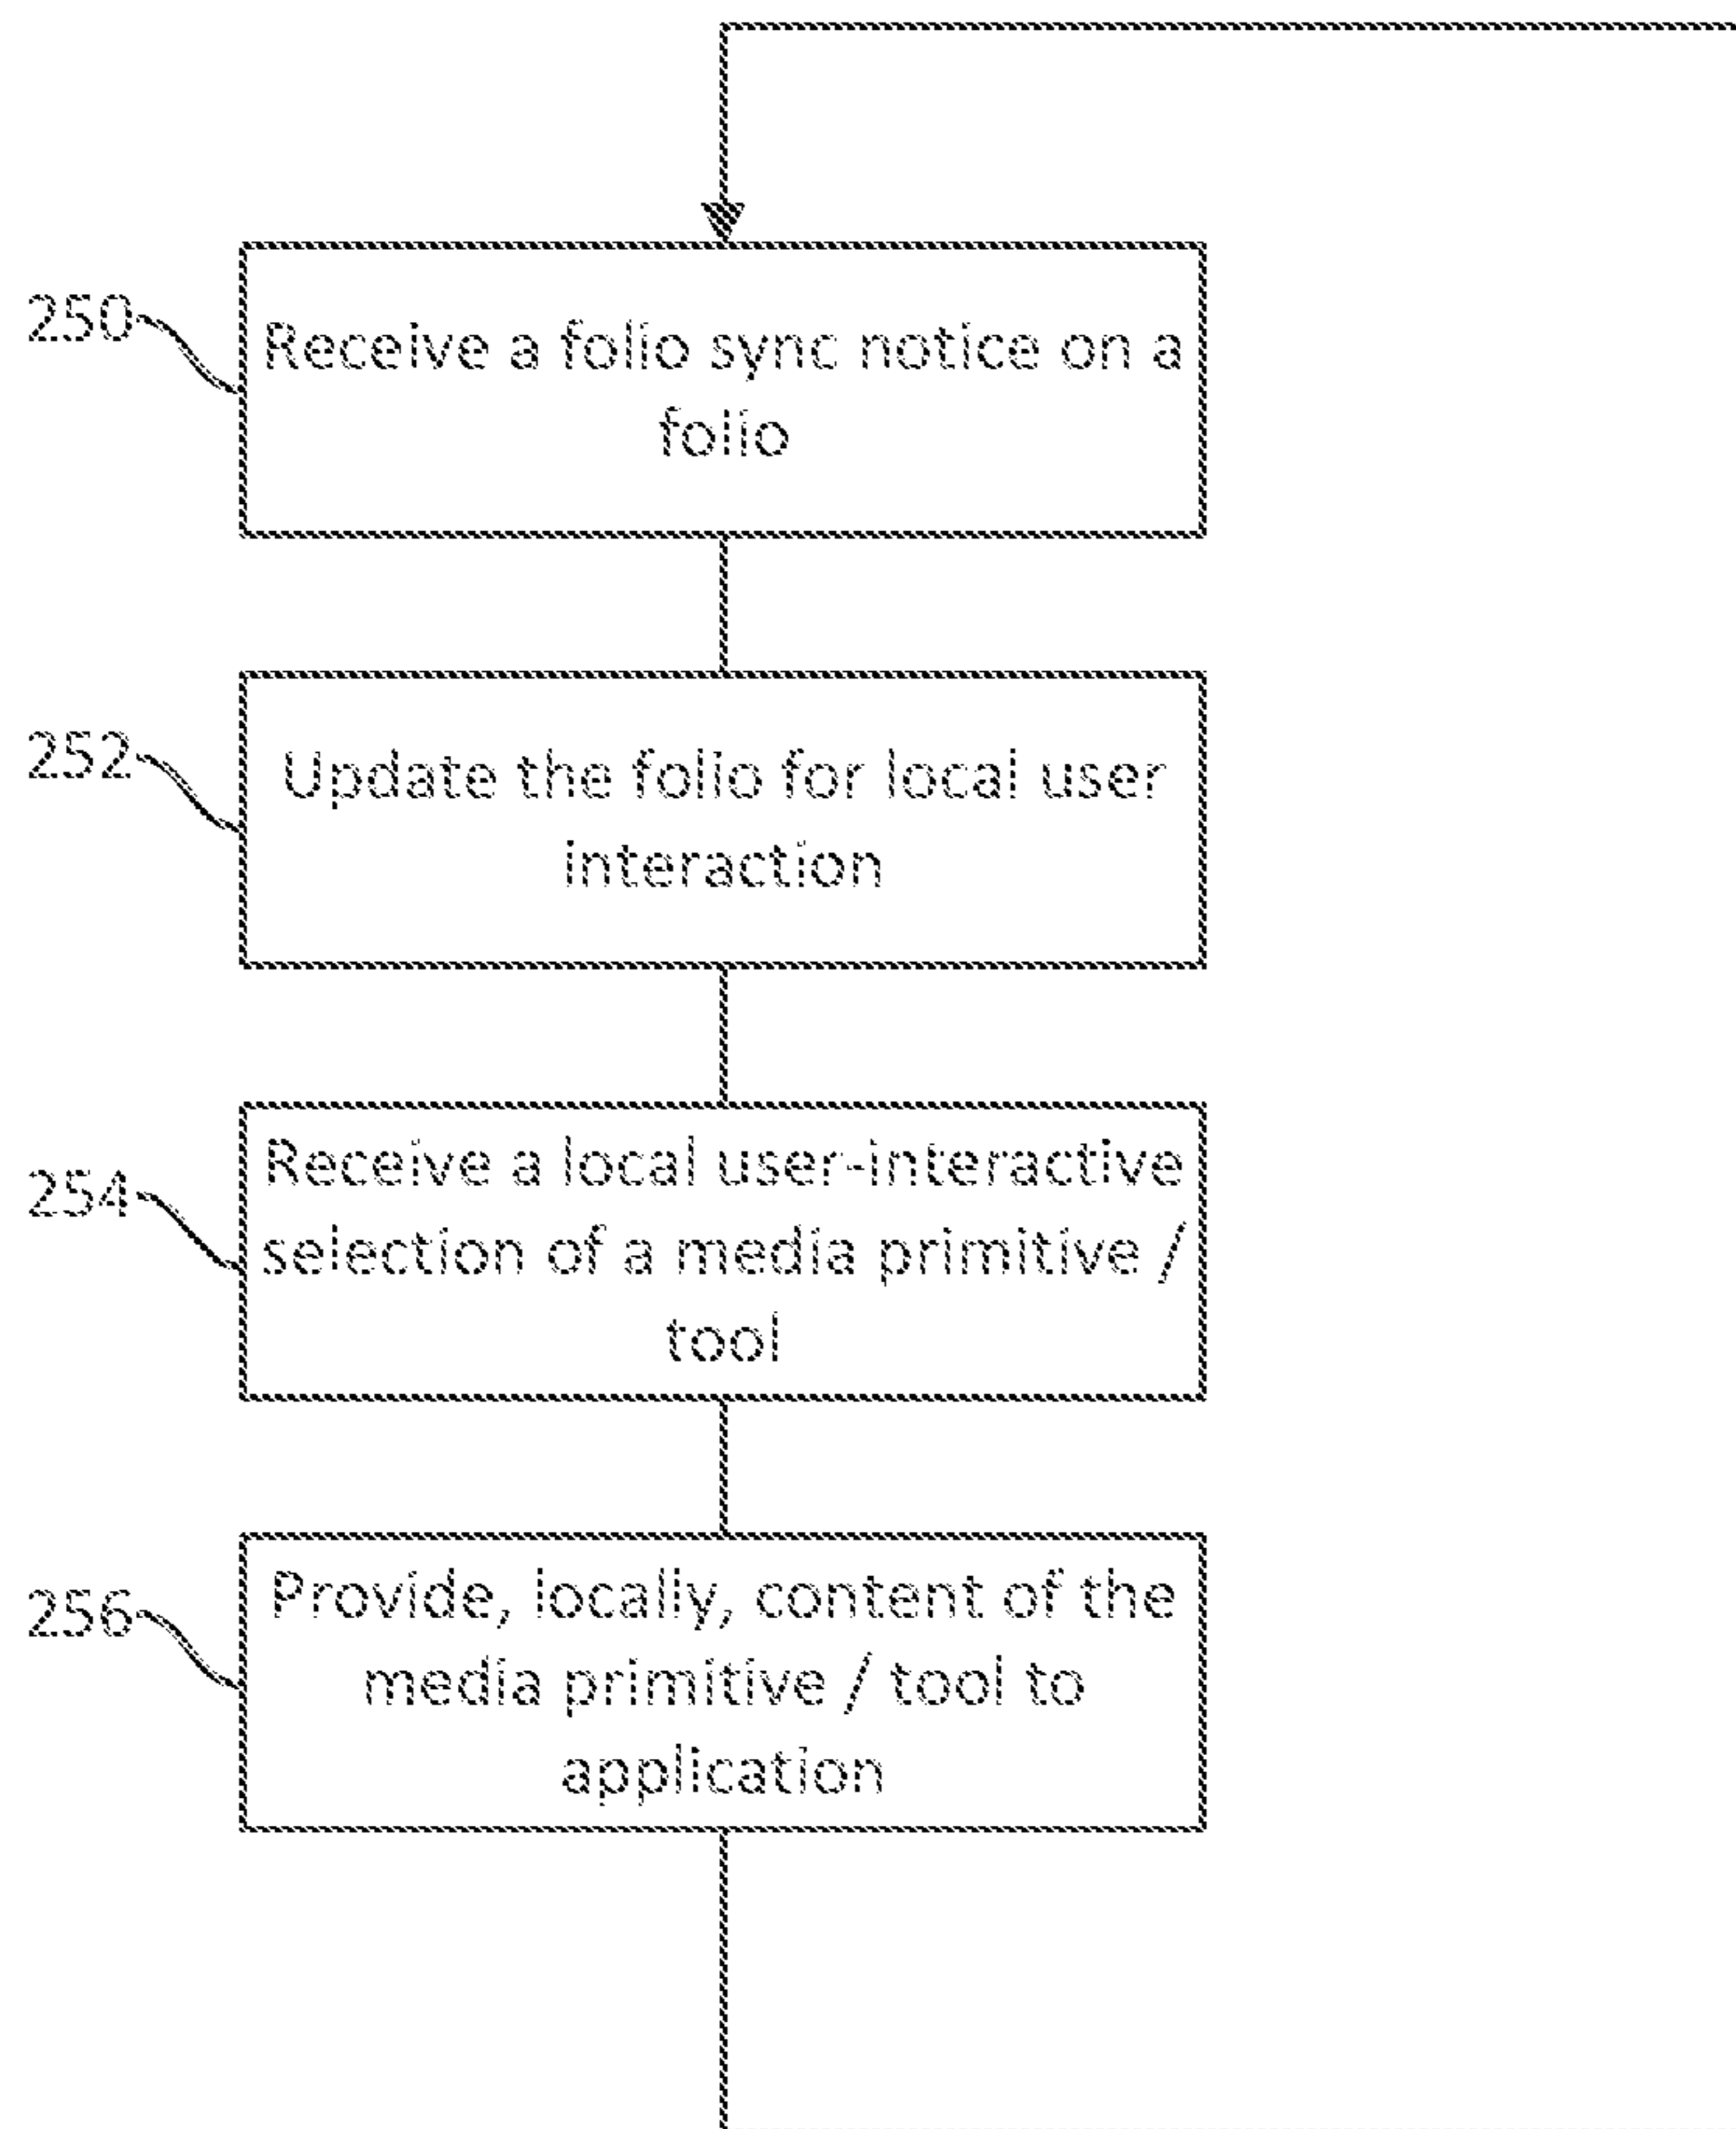 250
Receive a folio sync notice on a
folio
252
Update the folio for local user
interaction
254
Receive a local user-interactive
selection of a media primitive /
tool
256
Provide, locally, content of the
media primitive / tool to
application